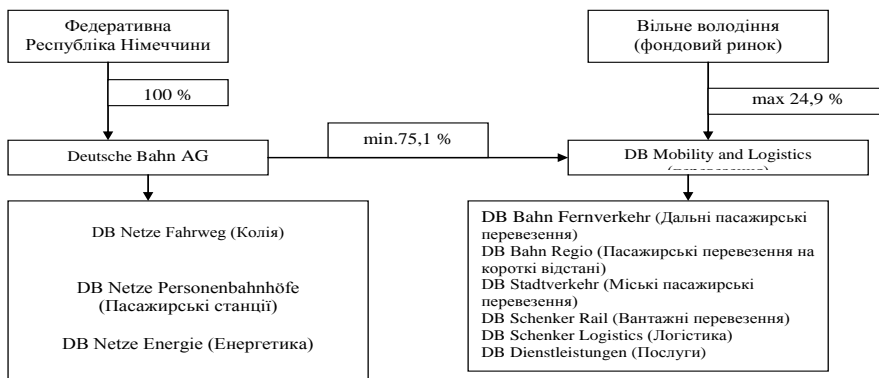 Федеративна
Республіка Німеччини
Вільне володіння
(фондовий ринок)
100 %
max 24,9 %
min.75,1 %
Deutsche Bahn AG
DB Mobility and Logistics
(перевезення)
DB Netze Fahrweg (Колія)
DB Netze Personenbahnhöfe
(Пасажирські станції)
DB Netze Energie (Енергетика)
DB Bahn Fernverkehr (Дальні пасажирські
перевезення)
DB Bahn Regio (Пасажирські перевезення на
короткі відстані)
DB Stadtverkehr (Міські пасажирські
перевезення)
DB Schenker Rail (Вантажні перевезення)
DB Schenker Logistics (Логістика)
DB Dienstleistungen (Послуги)